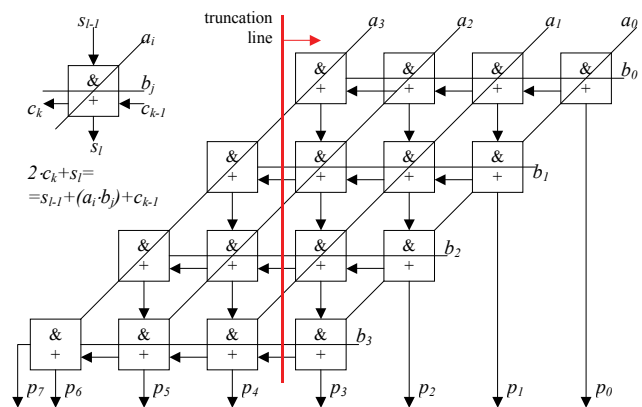 s_{l-1} a_i truncation line a_3 a_2 a_1 a_0
& + b_j c_k c_{k-1} s_l
& + & + & + & + b_0
2·c_k+s_l=
=s_{l-1}+(a_i·b_j)+c_{k-1}
& + & + & + & + b_1
& + & + & + & + b_2
& + & + & + & + b_3
p_7 p_6 p_5 p_4 p_3 p_2 p_1 p_0